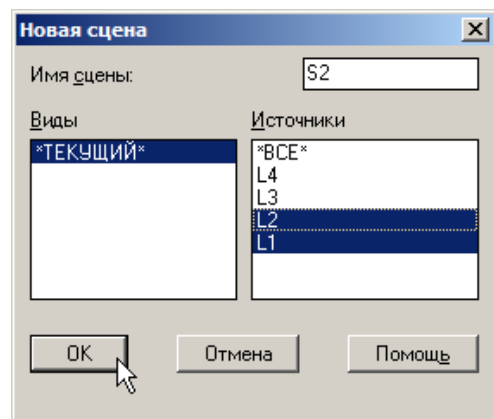 Новая сцена
Имя сцены: S2
Виды Источники
*ТЕКУЩИЙ* *ВСЕ*
L4
L3
L2
L1
OK Отмена Помощь